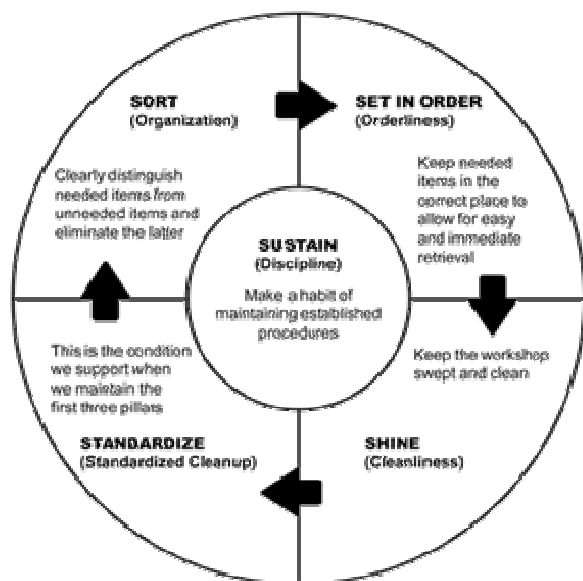 SORT
(Organization)
Clearly distinguish
needed items from
unneeded items and
eliminate the latter
SET IN ORDER
(Orderliness)
Keep needed
items in the
correct place to
allow for easy
and immediate
retrieval
SUSTAIN
(Discipline)
Make a habit of
maintaining established
procedures
This is the condition
we support when
we maintain the
first three pillars
STANDARDIZE
(Standardized Cleanup)
Keep the workshop
swept and clean
SHINE
(Cleanliness)